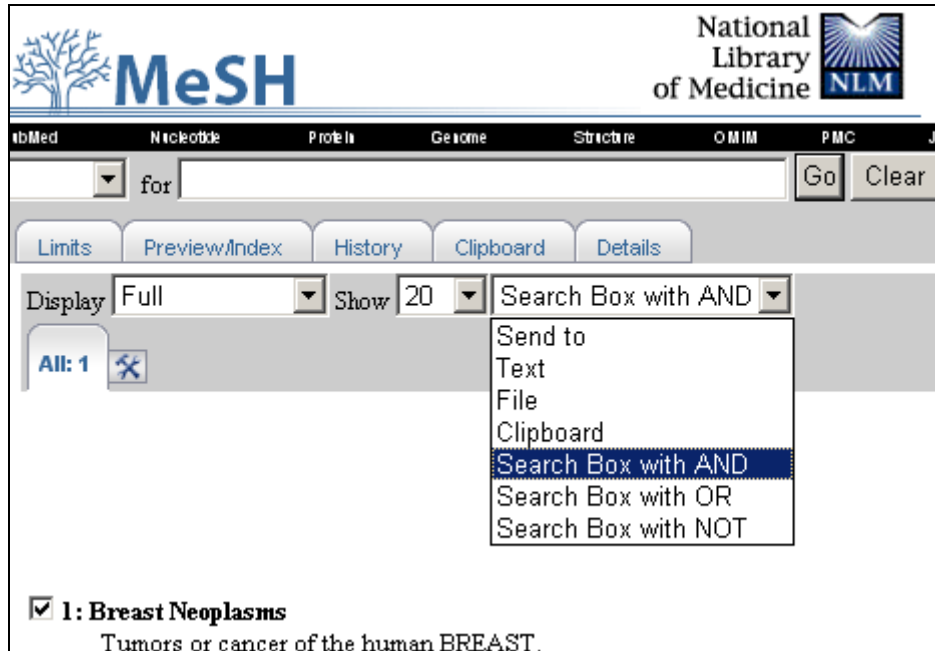 MeSH
National
Library
of Medicine NLM
ubMed Nucleotide Protein Genome Structure OMIM PMC J
for Go Clear
Limits Preview/Index History Clipboard Details
Display Full Show 20 Search Box with AND
Send to
All: 1
Text
File
Clipboard
Search Box with AND
Search Box with OR
Search Box with NOT
1: Breast Neoplasms
Tumors or cancer of the human BREAST.